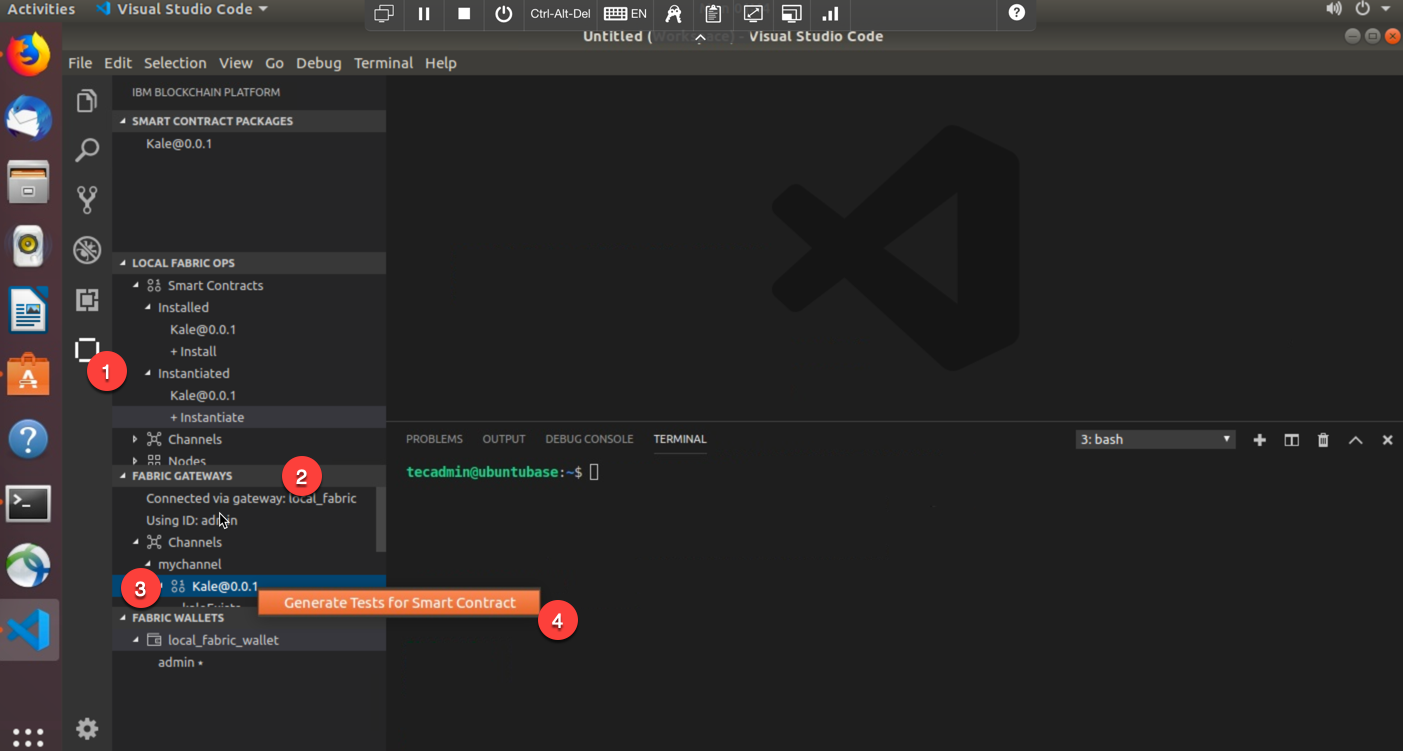 Activities
Visual Studio Code
Ctrl-Alt-Del
EN
?
Untitled (Workspace) - Visual Studio Code
File Edit Selection View Go Debug Terminal Help
IBM BLOCKCHAIN PLATFORM
SMART CONTRACT PACKAGES
Kale@0.0.1
LOCAL FABRIC OPS
Smart Contracts
Installed
Kale@0.0.1
+ Install
1
Instantiated
Kale@0.0.1
+ Instantiate
Channels
Nodes
FABRIC GATEWAYS
2
Connected via gateway: local_fabric
Using ID: admin
Channels
mychannel
3
Kale@0.0.1
kaleExists
Generate Tests for Smart Contract
4
FABRIC WALLETS
local_fabric_wallet
admin
PROBLEMS OUTPUT DEBUG CONSOLE TERMINAL
3: bash
tecadmin@ubuntubase:~$